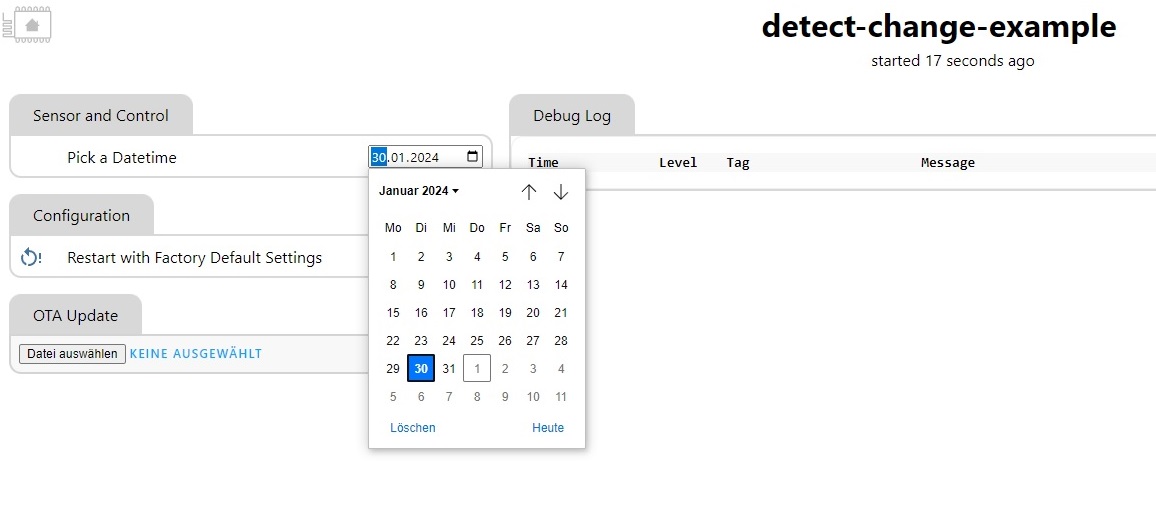 detect-change-example
started 17 seconds ago
Sensor and Control
Pick a Datetime
30.01.2024
Januar 2024
Mo Di Mi Do Fr Sa So
1 2 3 4 5 6 7
8 9 10 11 12 13 14
15 16 17 18 19 20 21
22 23 24 25 26 27 28
29 30 31 1 2 3 4
5 6 7 8 9 10 11
Löschen Heute
Configuration
Restart with Factory Default Settings
OTA Update
Datei auswählen KEINE AUSGEWÄHLT
Debug Log
Time Level Tag Message